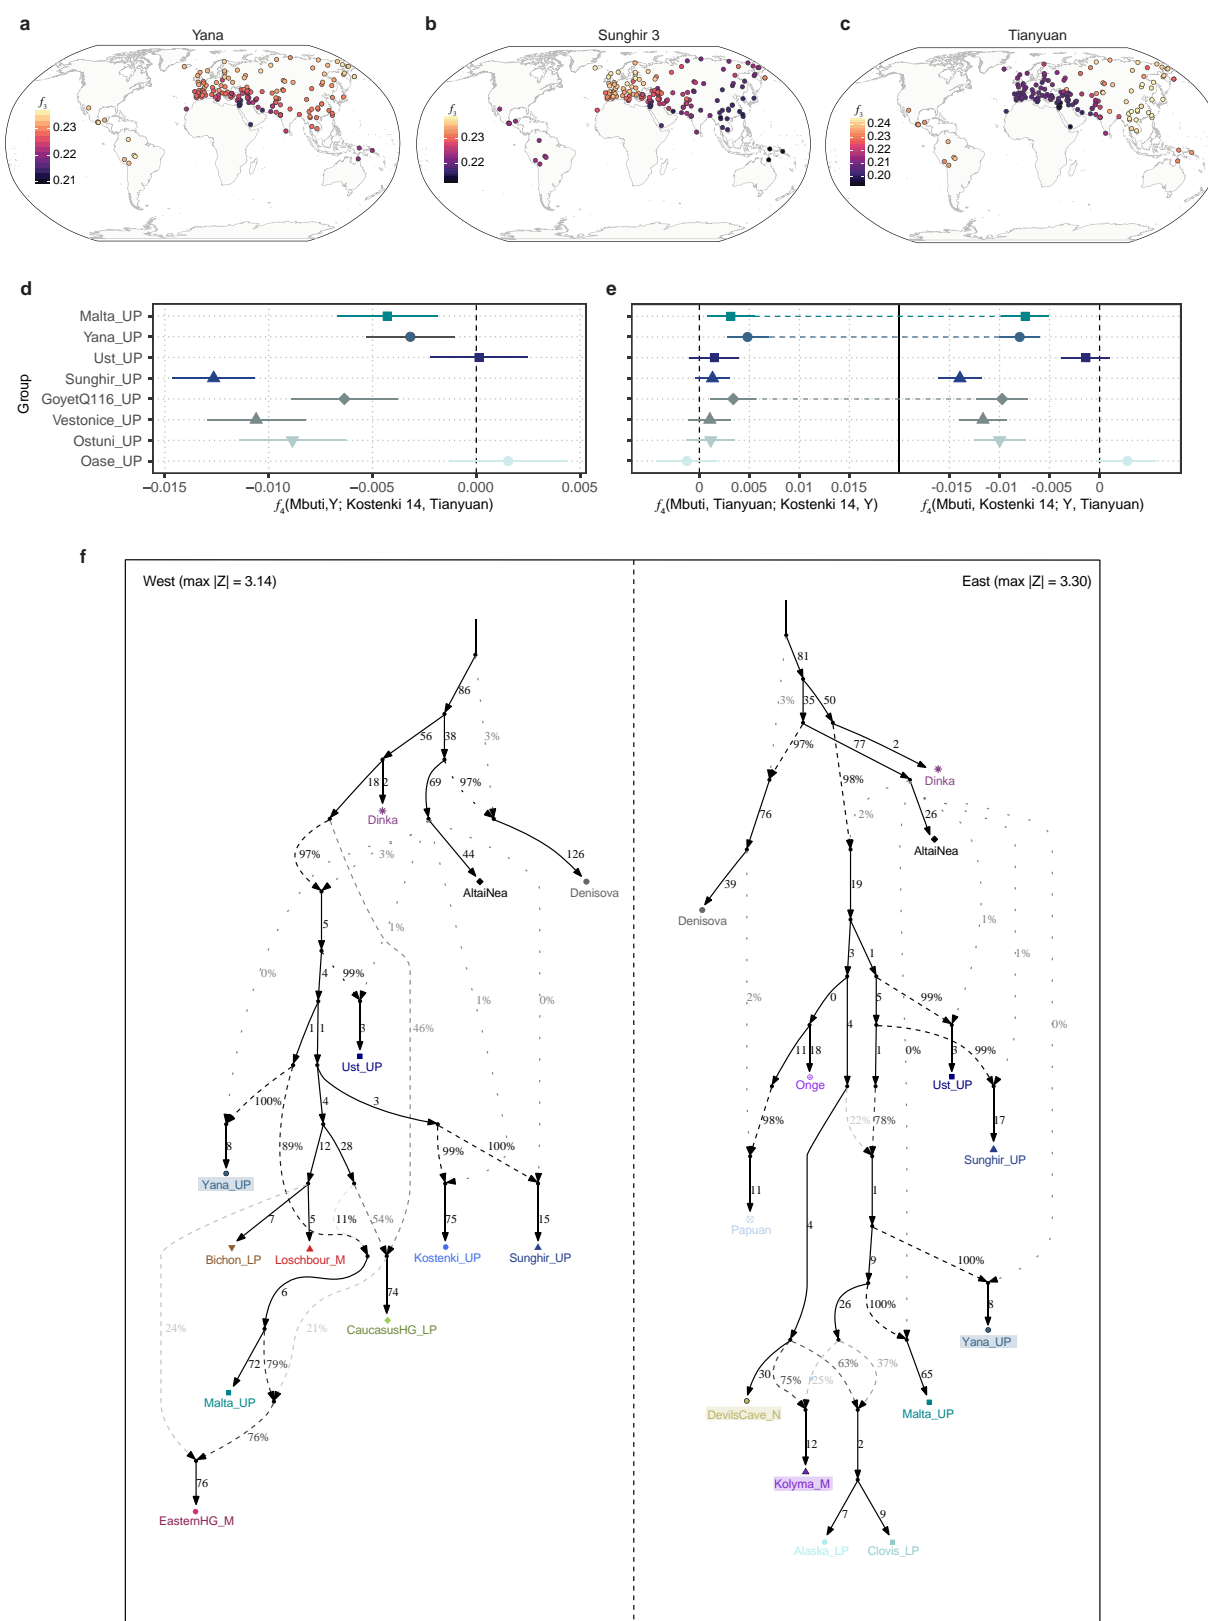 a
Yana
f3
0.23
0.22
0.21
b
Sunghir 3
f3
0.23
0.22
c
Tianyuan
f3
0.24
0.23
0.22
0.21
0.20
d
Group
Malta_UP
Yana_UP
Ust_UP
Sunghir_UP
GoyetQ116_UP
Vestonice_UP
Ostuni_UP
Oase_UP
−0.015 −0.010 −0.005 0.000 0.005
f4(Mbuti,Y; Kostenki 14, Tianyuan)
e
0 0.005 0.01 0.015
f4(Mbuti, Tianyuan; Kostenki 14, Y)
-0.015 -0.01 -0.005 0
f4(Mbuti, Kostenki 14; Y, Tianyuan)
f
West (max |Z| = 3.14)
86
56
38
3%
18
2
69
97%
Dinka
97%
3%
44
126
AltaiNea
Denisova
5
1%
4
99%
0%
1
1
3
46%
1%
0%
Ust_UP
100%
4
3
8
89%
12
28
99%
100%
Yana_UP
7
5
11%
54%
75
15
Bichon_LP
Loschbour_M
Kostenki_UP
Sunghir_UP
6
74
24%
21%
CaucasusHG_LP
72
79%
Malta_UP
76%
76
EasternHG_M
East (max |Z| = 3.30)
81
3%
35
50
97%
77
2
98%
Dinka
76
2%
26
AltaiNea
39
19
Denisova
1%
3
1
1%
2%
0
5
99%
4
11
18
1
0%
3
99%
0%
Onge
Ust_UP
98%
22%
78%
17
Sunghir_UP
11
1
Papuan
4
9
100%
26
100%
8
Yana_UP
63%
37%
30
75%
25%
65
DevilsCave_N
Malta_UP
12
2
Kolyma_M
7
9
Alaska_LP
Clovis_LP